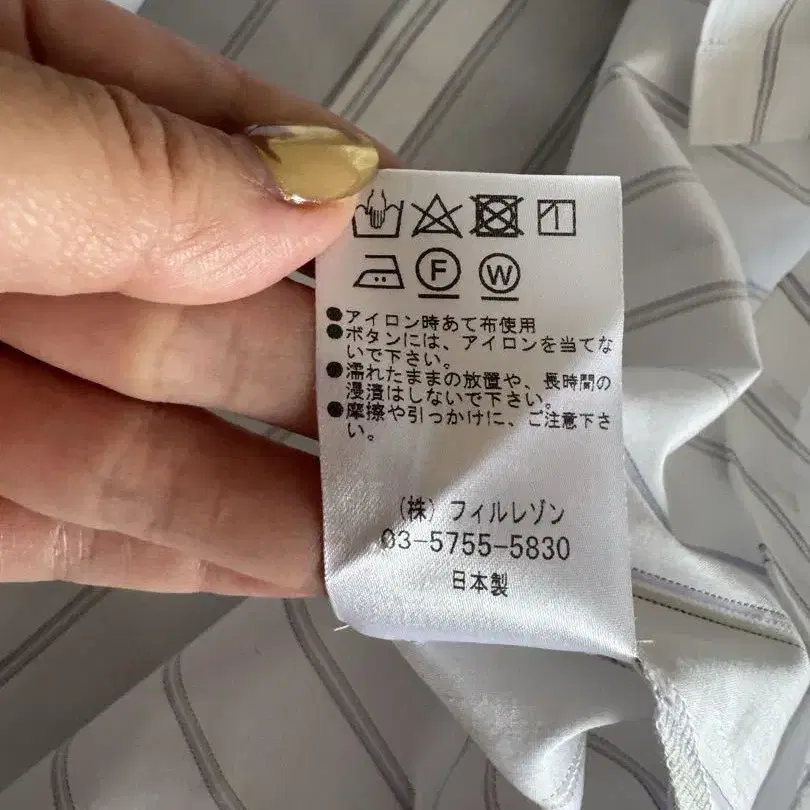 F W
●アイロン時あて布使用
●ボタンには、アイロンを当てな
いで下さい。
●濡れたままの放置や、長時間の
浸漬はしないで下さい。
●摩擦や引っかけに、ご注意下さ
い。
(株)フィルレゾン
03-5755-5830
日本製